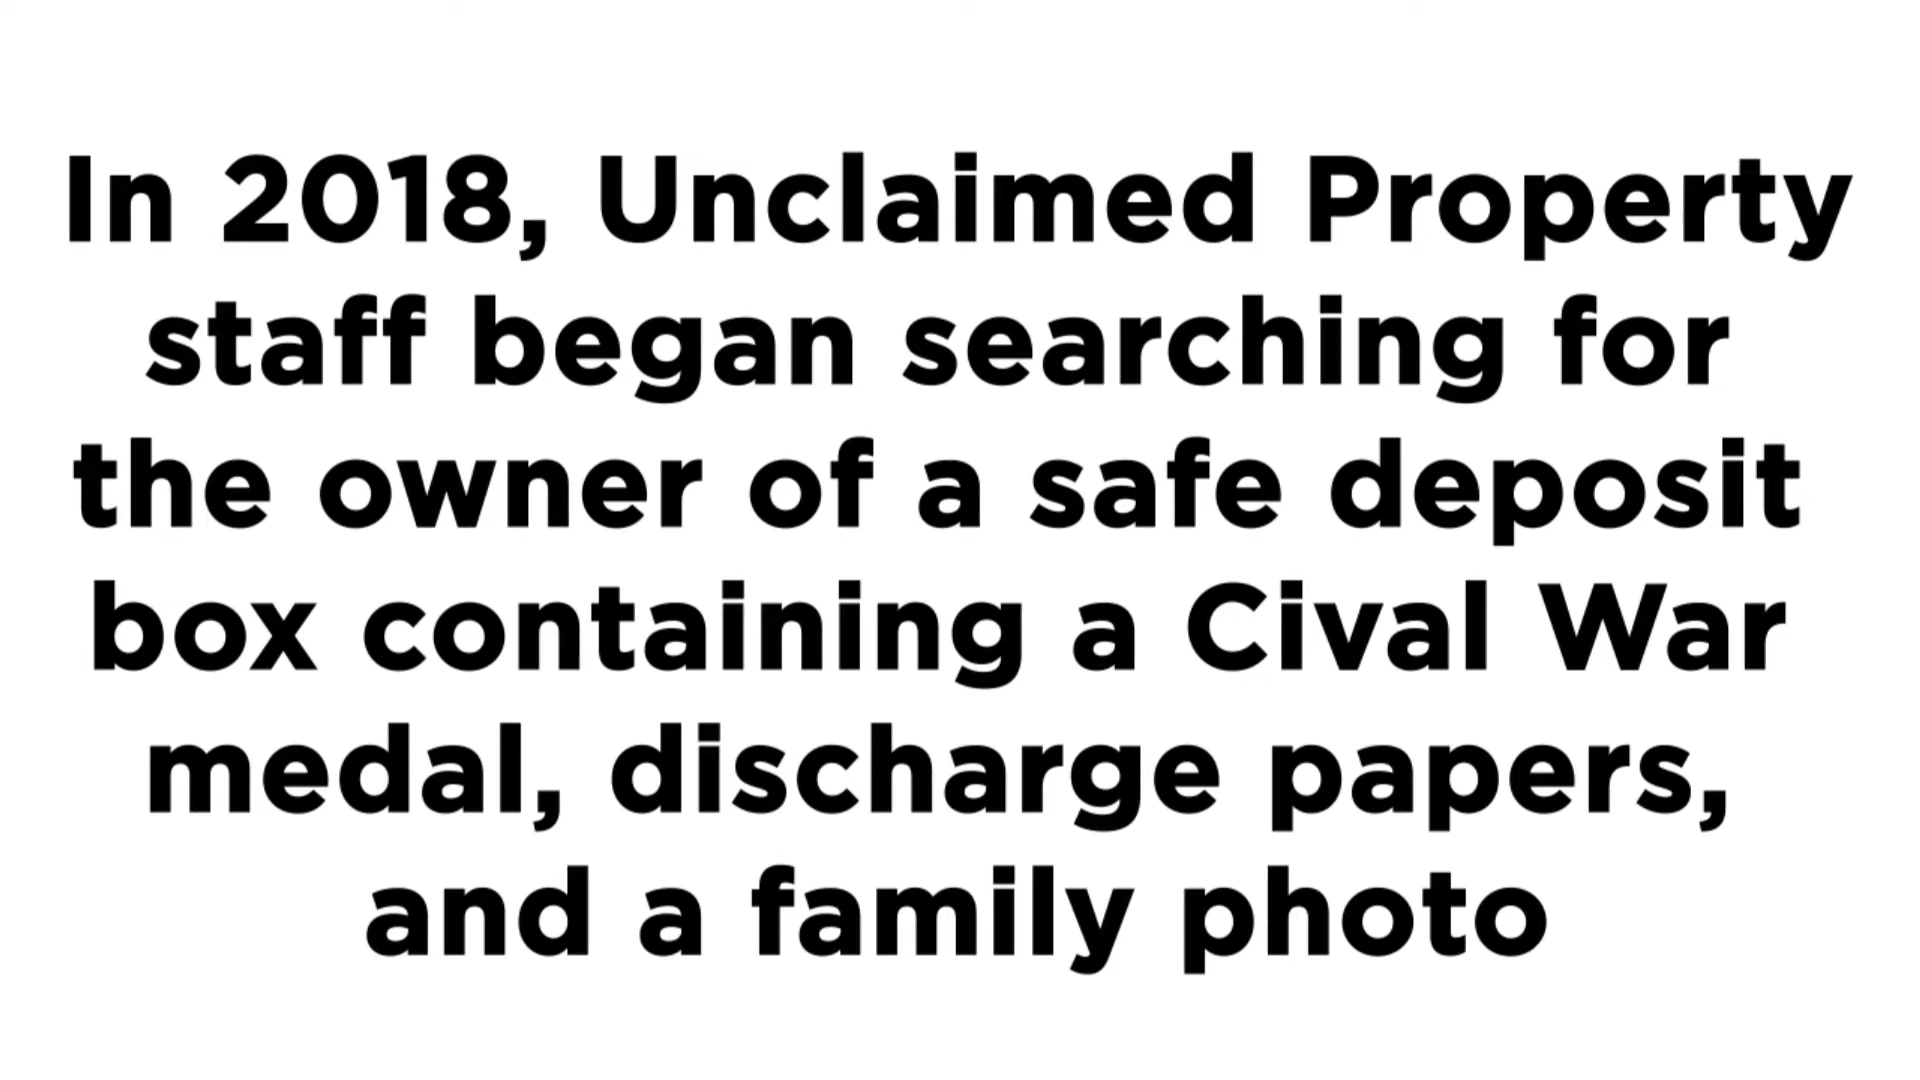 In 2018, Unclaimed Property
staff began searching for
the owner of a safe deposit
box containing a Cival War
medal, discharge papers,
and a family photo